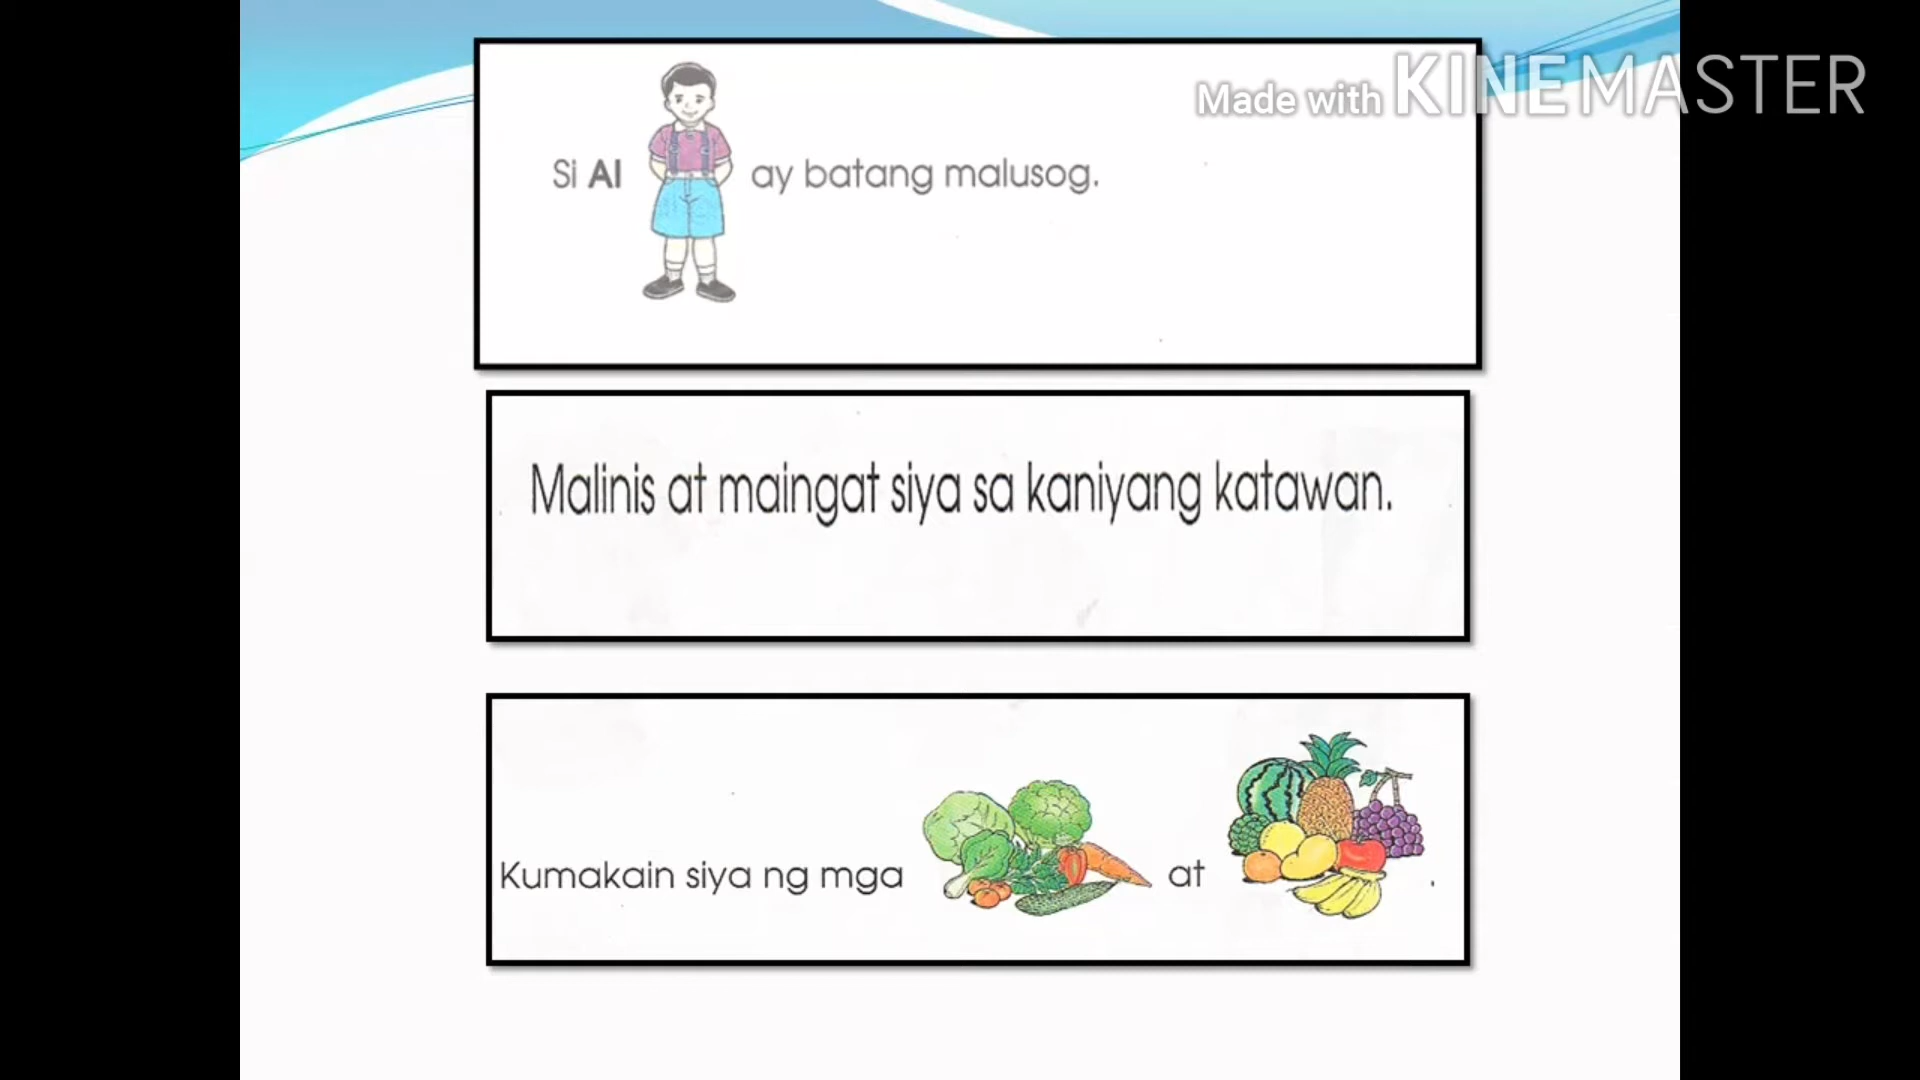 Made with KINEMASTER
Si Al ay batang malusog.
Malinis at maingat siya sa kaniyang katawan.
Kumakain siya ng mga at .